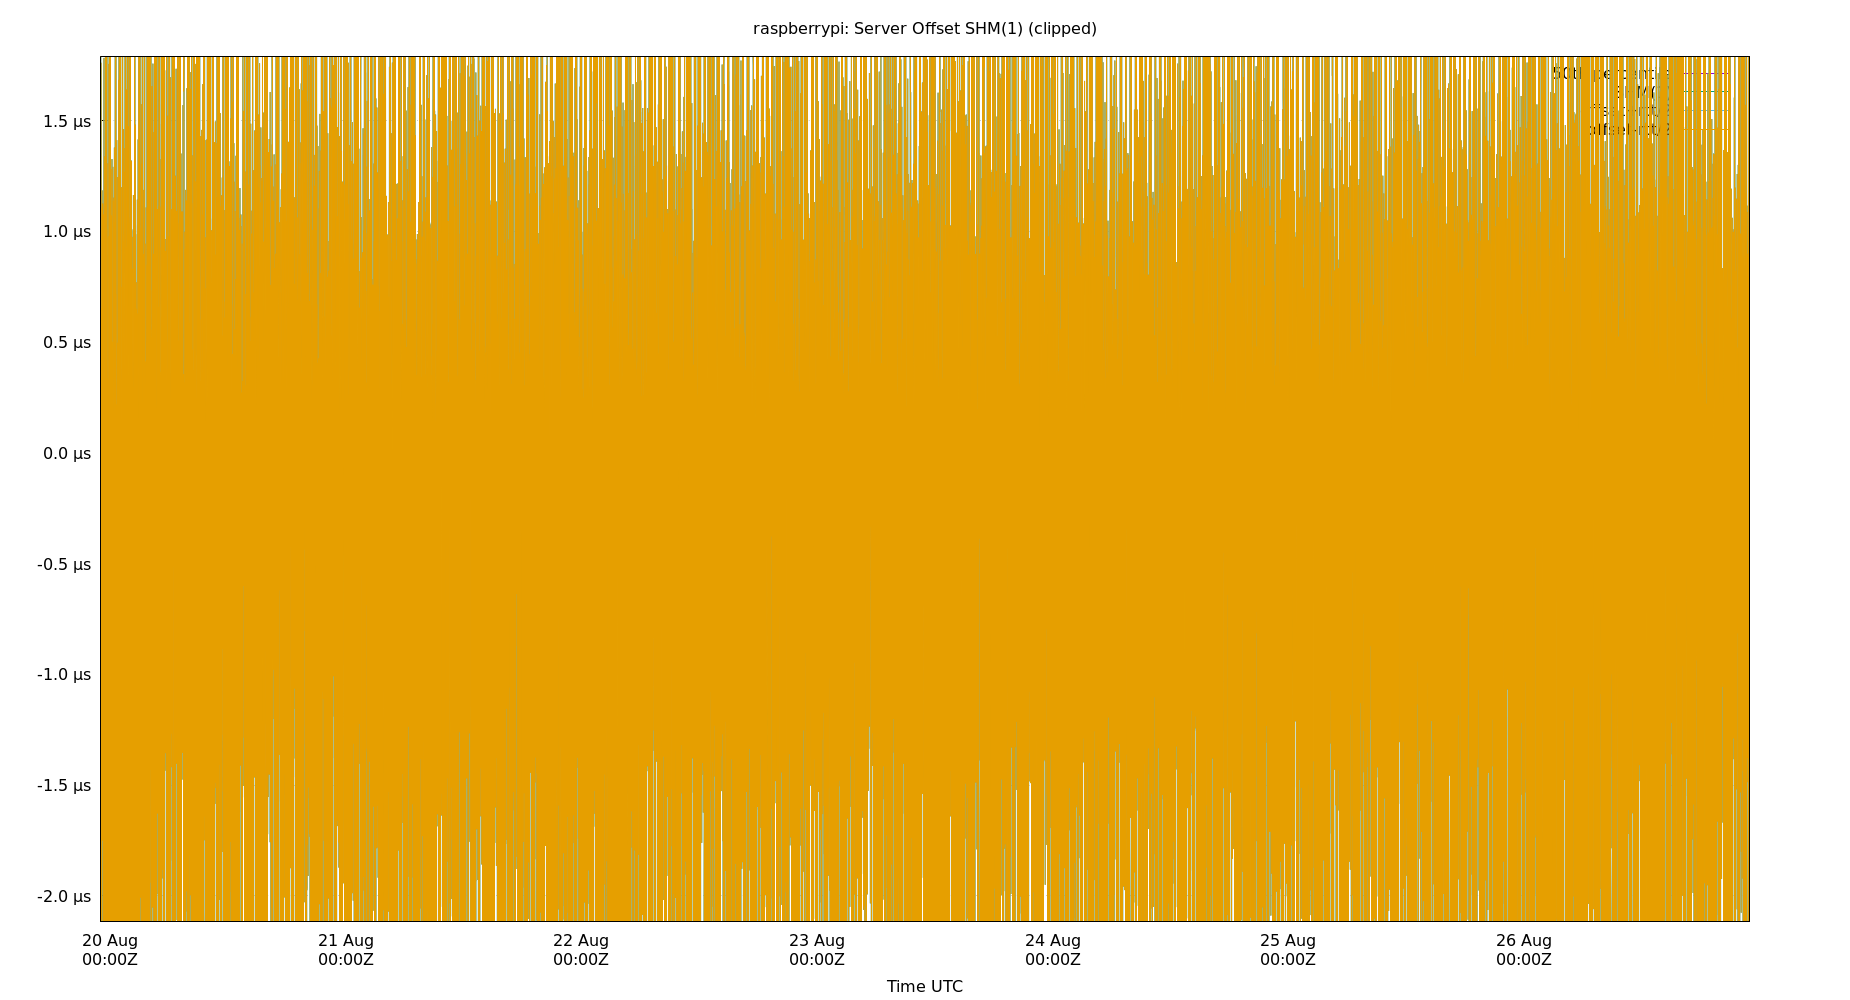 raspberrypi: Server Offset SHM(1) (clipped)
1.5 µs
1.0 µs
0.5 µs
0.0 µs
-0.5 µs
-1.0 µs
-1.5 µs
-2.0 µs
20 Aug 21 Aug 22 Aug 23 Aug 24 Aug 25 Aug 26 Aug
00:00Z 00:00Z 00:00Z 00:00Z 00:00Z 00:00Z 00:00Z
Time UTC